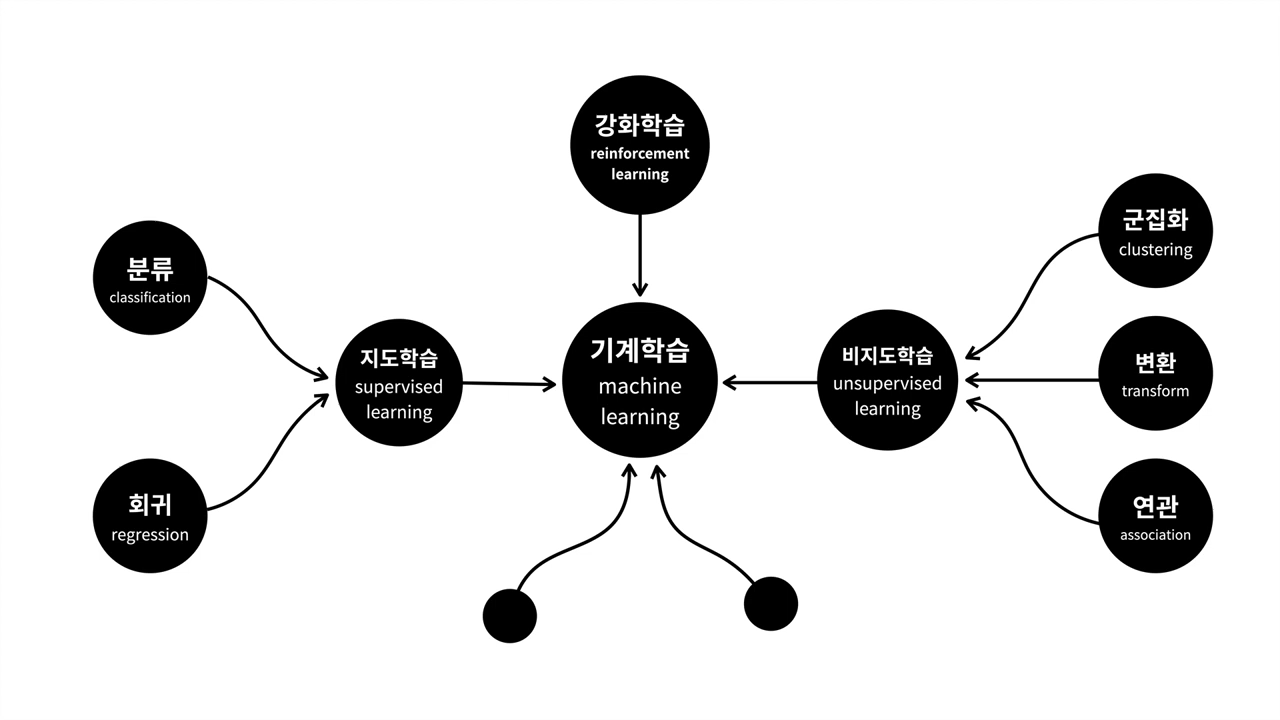 강화학습
reinforcement
learning
분류
classification
회귀
regression
지도학습
supervised
learning
기계학습
machine
learning
비지도학습
unsupervised
learning
군집화
clustering
변환
transform
연관
association